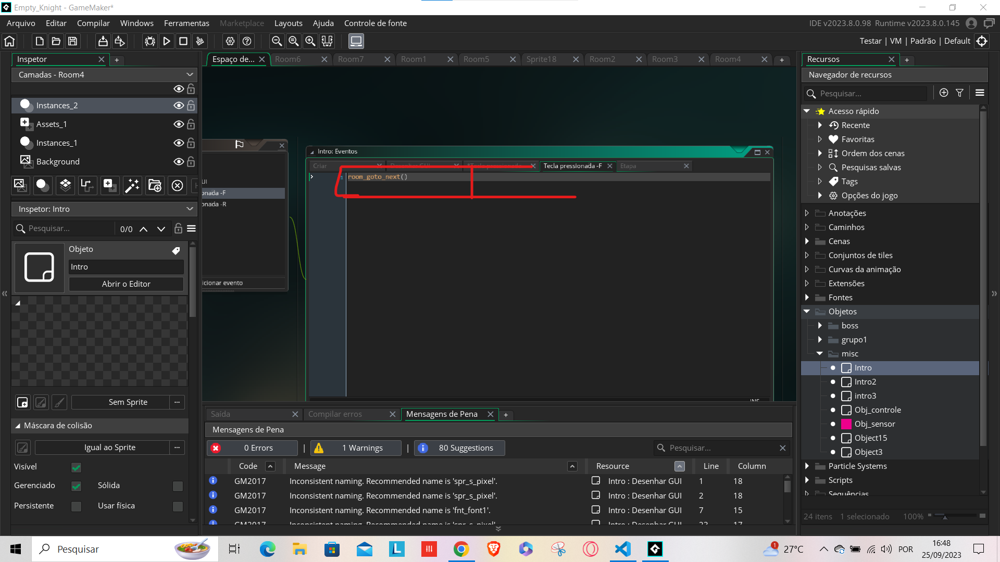 Empty_Knight - GameMaker*
Arquivo Editar Compilar Windows Ferramentas Marketplace Layouts Ajuda Controle de fonte
IDE v2023.8.0.98 Runtime v2023.8.0.145
Testar | VM | Padrão | Default
Inspetor
+
Espaço de...
Room6
Room7
Room1
Room5
Sprite18
Room2
Room3
Room4
+
Recursos
+
Camadas - Room4
Navegador de recursos
Pesquisar...
Instances_2
Assets_1
Instances_1
Background
Acesso rápido
Recente
Favoritas
Ordem dos cenas
Pesquisas salvas
Tags
Opções do jogo
Intro: Eventos
Criar
Desenhar GUI
*Tecla pressionada
Tecla pressionada -F
Etapa
1 room_goto_next()
UI
onada -F
onada -R
icionar evento
INS
Inspetor: Intro
Pesquisar...
0/0
Objeto
Intro
Abrir o Editor
Sem Sprite
...
Máscara de colisão
Igual ao Sprite
...
Visível
Gerenciado
Sólida
Persistente
Usar física
Anotações
Caminhos
Cenas
Conjuntos de tiles
Curvas da animação
Extensões
Fontes
Objetos
boss
grupo1
misc
Intro
Intro2
intro3
Obj_controle
Obj_sensor
Object15
Object3
Particle Systems
Scripts
Sequências
24 itens 1 selecionado 100%
Saída
Compilar erros
Mensagens de Pena
+
Mensagens de Pena
0 Errors | 1 Warnings | 80 Suggestions
Pesquisar...
Code Message Resource Line Column
GM2017 Inconsistent naming. Recommended name is 'spr_s_pixel'. Intro : Desenhar GUI 1 18
GM2017 Inconsistent naming. Recommended name is 'spr_s_pixel'. Intro : Desenhar GUI 2 18
GM2017 Inconsistent naming. Recommended name is 'fnt_font1'. Intro : Desenhar GUI 7 15
GM2017 Inconsistent naming. Recommended name is 'spr_s_pixel'. Intro : Desenhar GUI 23 17
Pesquisar
L
1
27°C
POR
16:48
25/09/2023